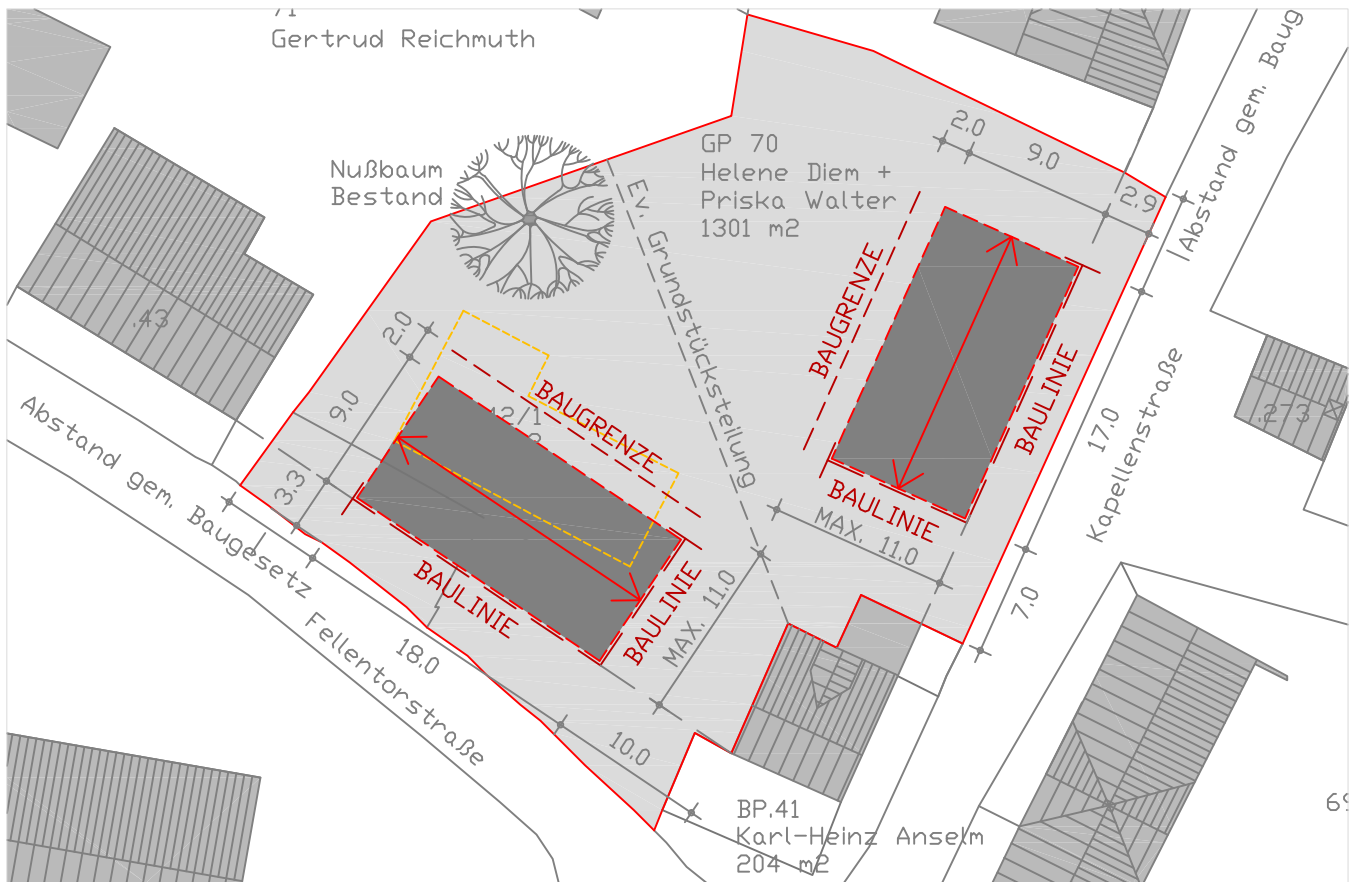 Gertrud Reichmuth
Nußbaum
Bestand
GP 70
Helene Diem +
Priska Walter
1301 m2
2.0
9.0
2.9
Abstand gem. Baug
Ev. Grundstücksteilung
BAUGRENZE
BAULINIE
BAULINIE
MAX. 11.0
17.0
7.0
Kapellenstraße
.43
.273
2.0
9.0
3.3
BAUGRENZE
BAULINIE
BAULINIE
MAX. 11.0
18.0
10.0
Abstand gem. Baugesetz
Fellentorstraße
BP.41
Karl-Heinz Anselm
204 m2